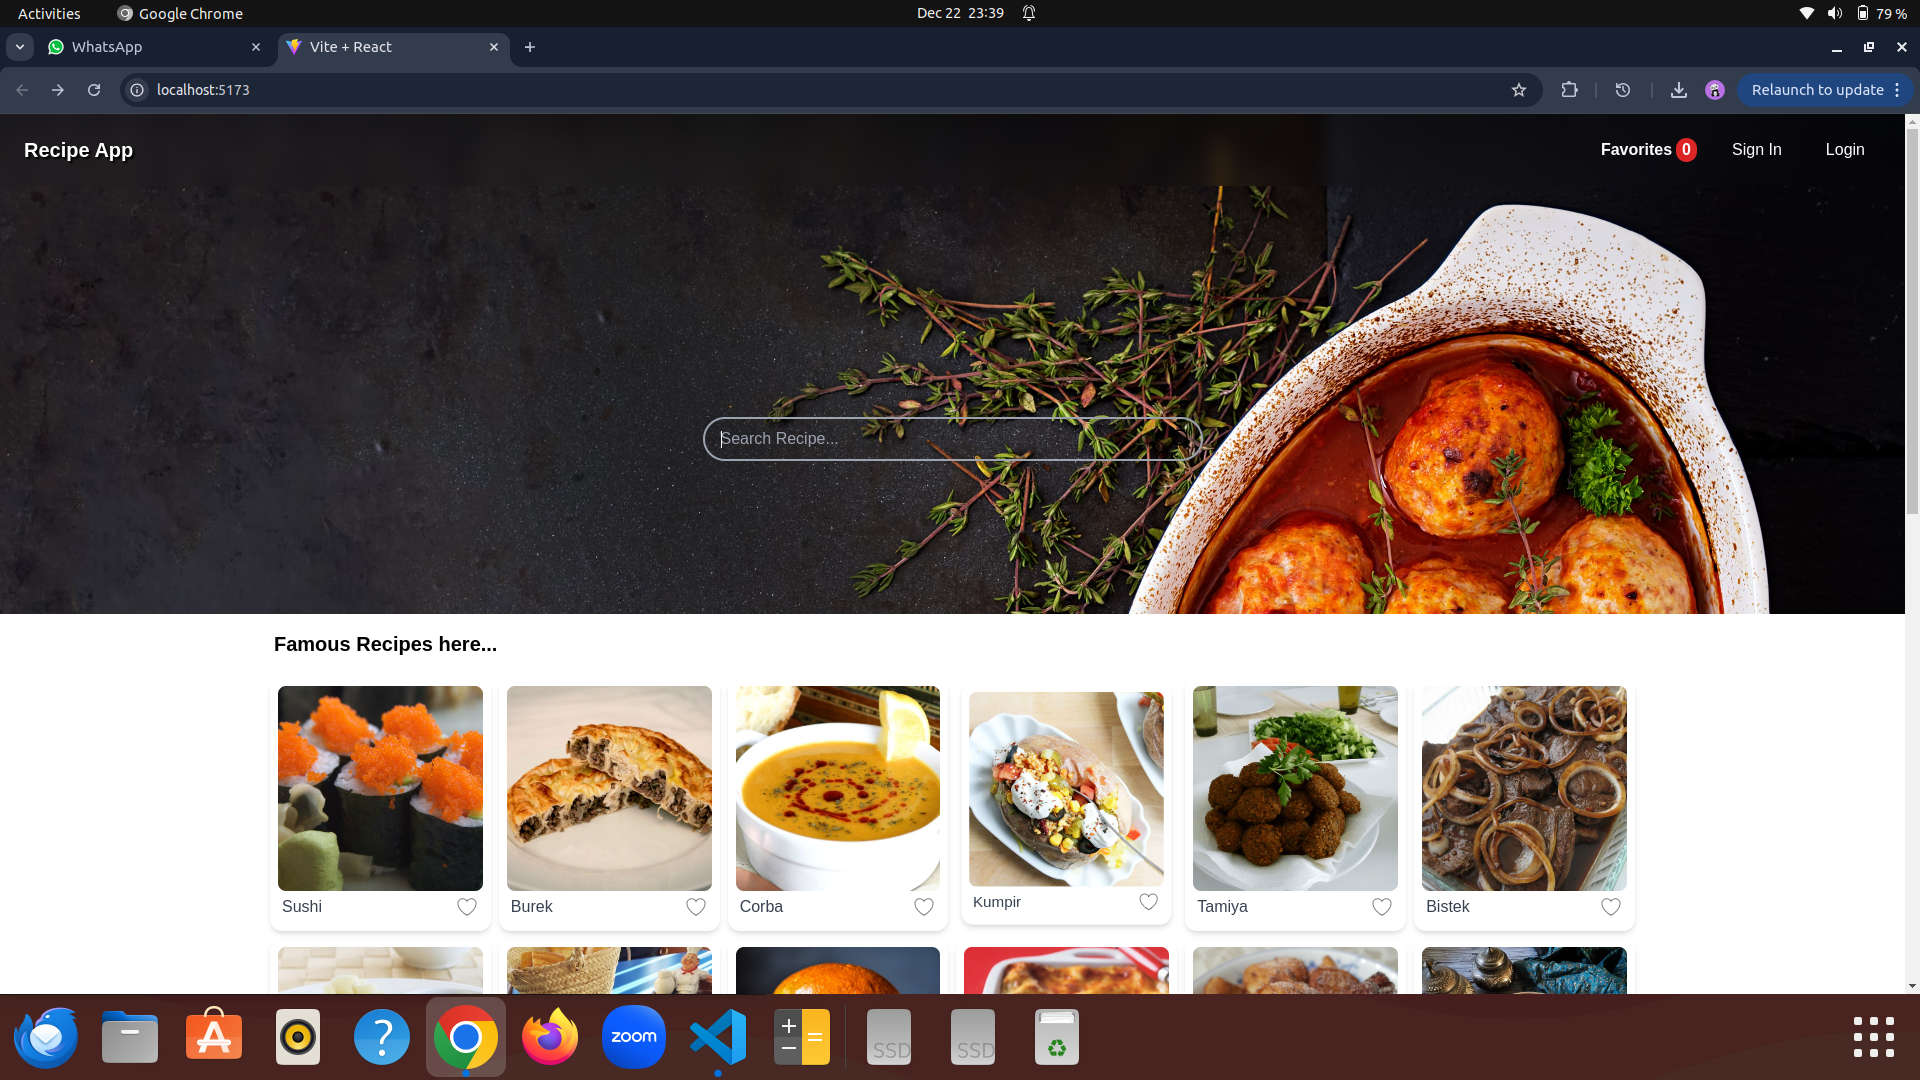 Activities
Google Chrome
Dec 22 23:39
79 %
WhatsApp
Vite + React
localhost:5173
Relaunch to update
Recipe App
Favorites 0
Sign In
Login
Search Recipe...
Famous Recipes here...
Sushi
Burek
Corba
Kumpir
Tamiya
Bistek
?
zoom
SSD
SSD